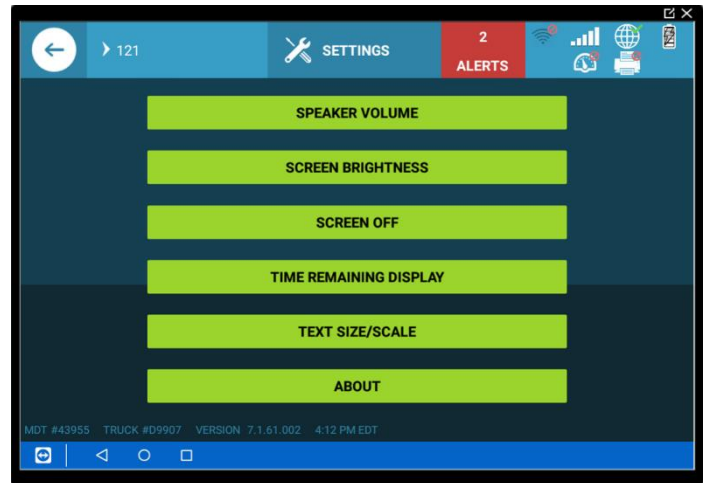 121
SETTINGS
2
ALERTS
SPEAKER VOLUME
SCREEN BRIGHTNESS
SCREEN OFF
TIME REMAINING DISPLAY
TEXT SIZE/SCALE
ABOUT
MDT #43955 TRUCK #D9907 VERSION 7.1.61.002 4:12 PM EDT